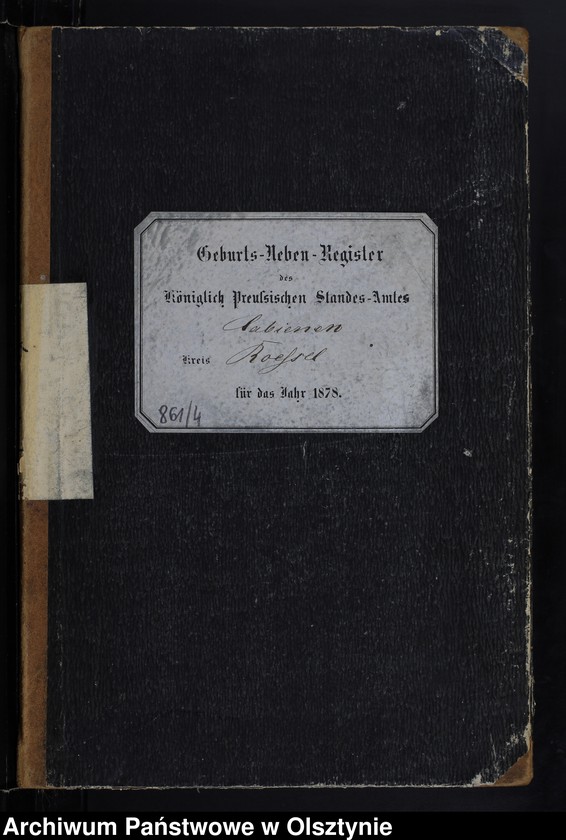 Geburts-Neben-Register
des
Königlich Preußischen Standes-Amtes
Labienen
Kreis Roessel
für das Jahr 1878.
861/4
Archiwum Państwowe w Olsztynie